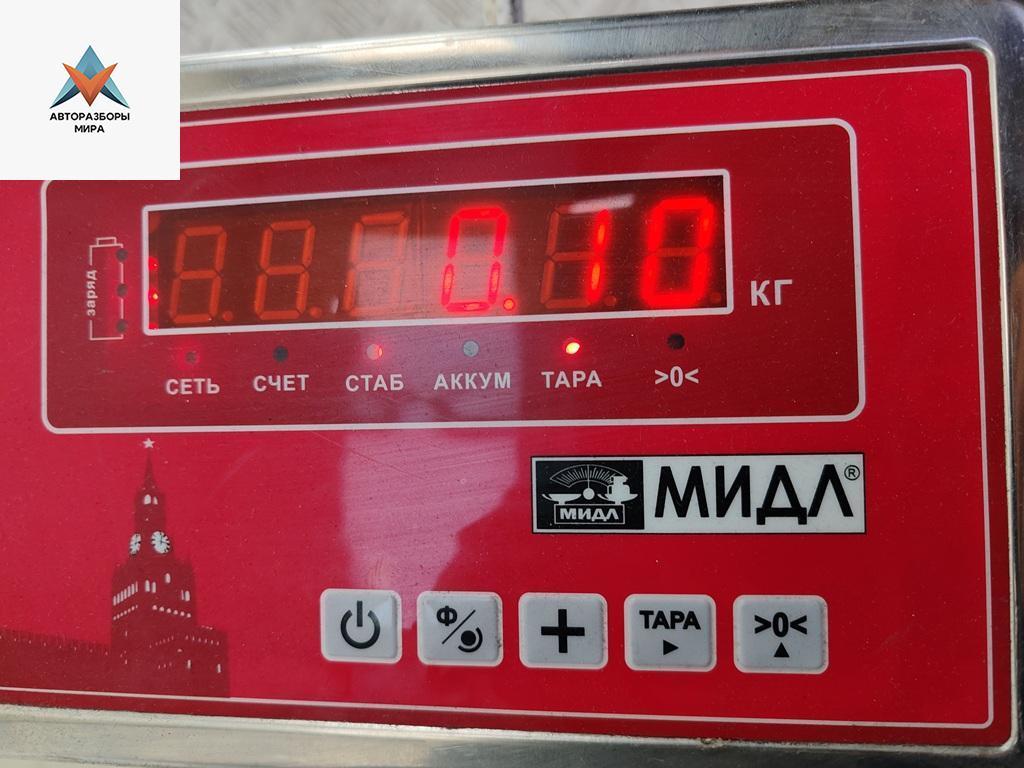 АВТОРАЗБОРЫ
МИРА
заряд
0.10
КГ
СЕТЬ СЧЕТ СТАБ АККУМ ТАРА >0<
МИДЛ
МИДЛ®
Ф
ТАРА
>0<